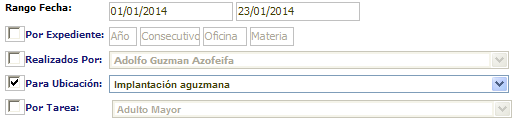 Rango Fecha: 01/01/2014 23/01/2014
Por Expediente: Año Consecutivo Oficina Materia
Realizados Por: Adolfo Guzman Azofeifa
Para Ubicación: Implantación aguzmana
Por Tarea: Adulto Mayor